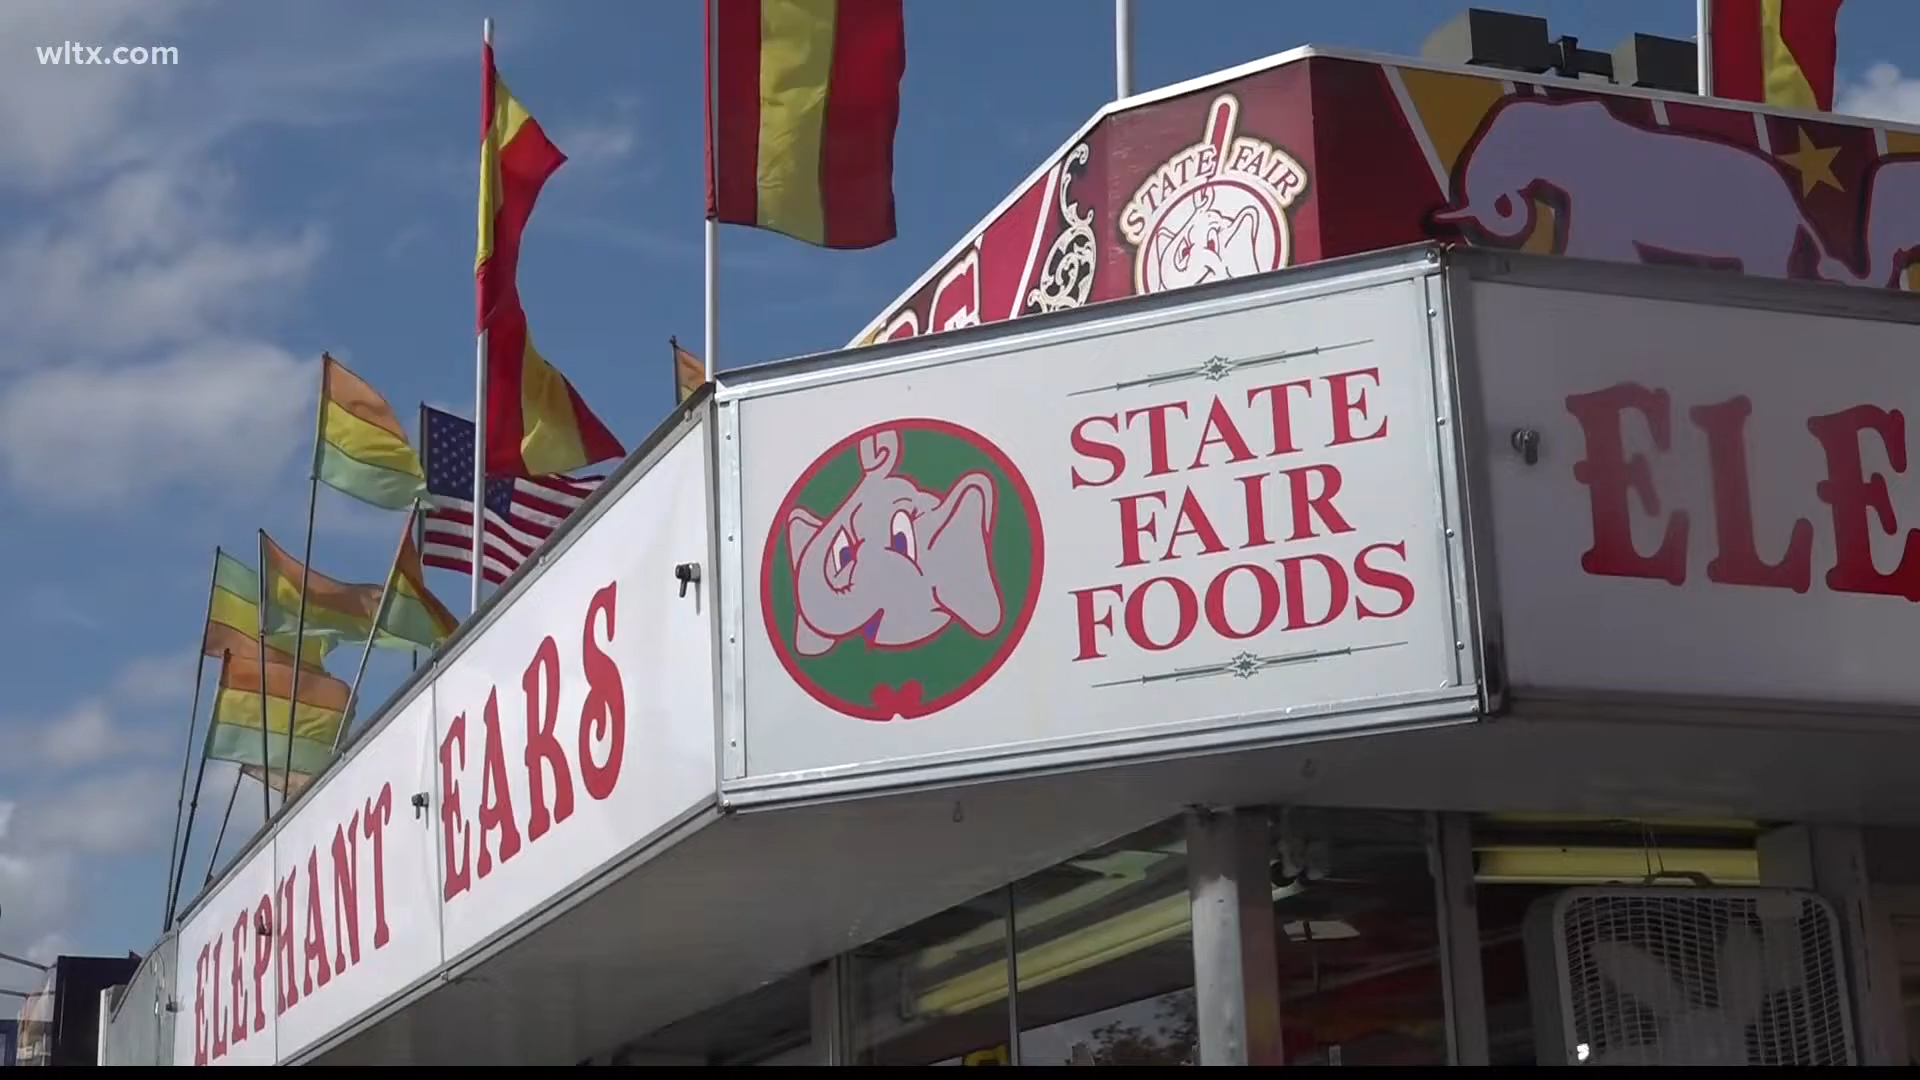 wltx.com
STATE FAIR
STATE
FAIR
FOODS
ELEPHANT EARS
ELE